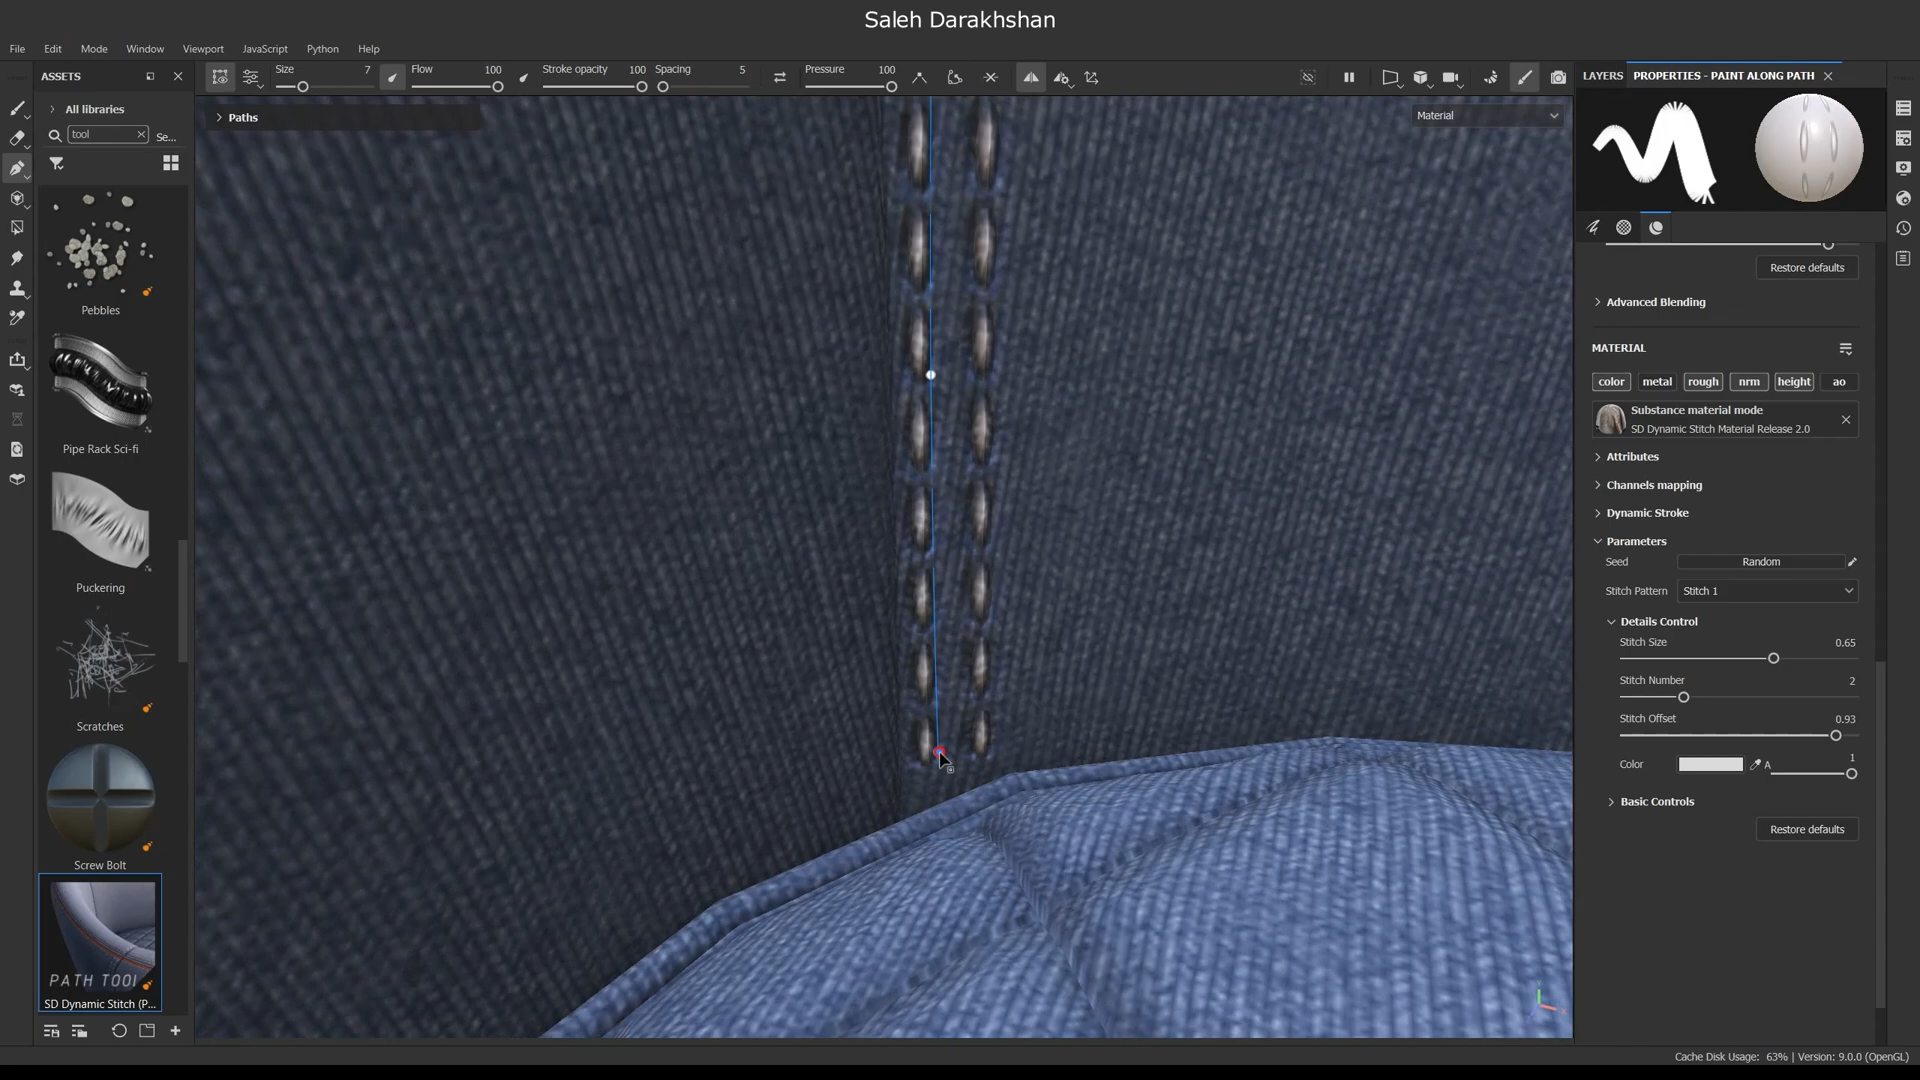 Saleh Darakhshan
File Edit Mode Window Viewport JavaScript Python Help
ASSETS
Size 7 Flow 100 Stroke opacity 100 Spacing 5 Pressure 100
LAYERS PROPERTIES - PAINT ALONG PATH
All libraries
tool Se...
Paths
Material
Pebbles
Pipe Rack Sci-fi
Puckering
Scratches
Screw Bolt
PATH TOOL
SD Dynamic Stitch (P...
Restore defaults
Advanced Blending
MATERIAL
color metal rough nrm height ao
Substance material mode
SD Dynamic Stitch Material Release 2.0
Attributes
Channels mapping
Dynamic Stroke
Parameters
Seed Random
Stitch Pattern Stitch 1
Details Control
Stitch Size 0.65
Stitch Number 2
Stitch Offset 0.93
Color A 1
Basic Controls
Restore defaults
Cache Disk Usage: 63% | Version: 9.0.0 (OpenGL)